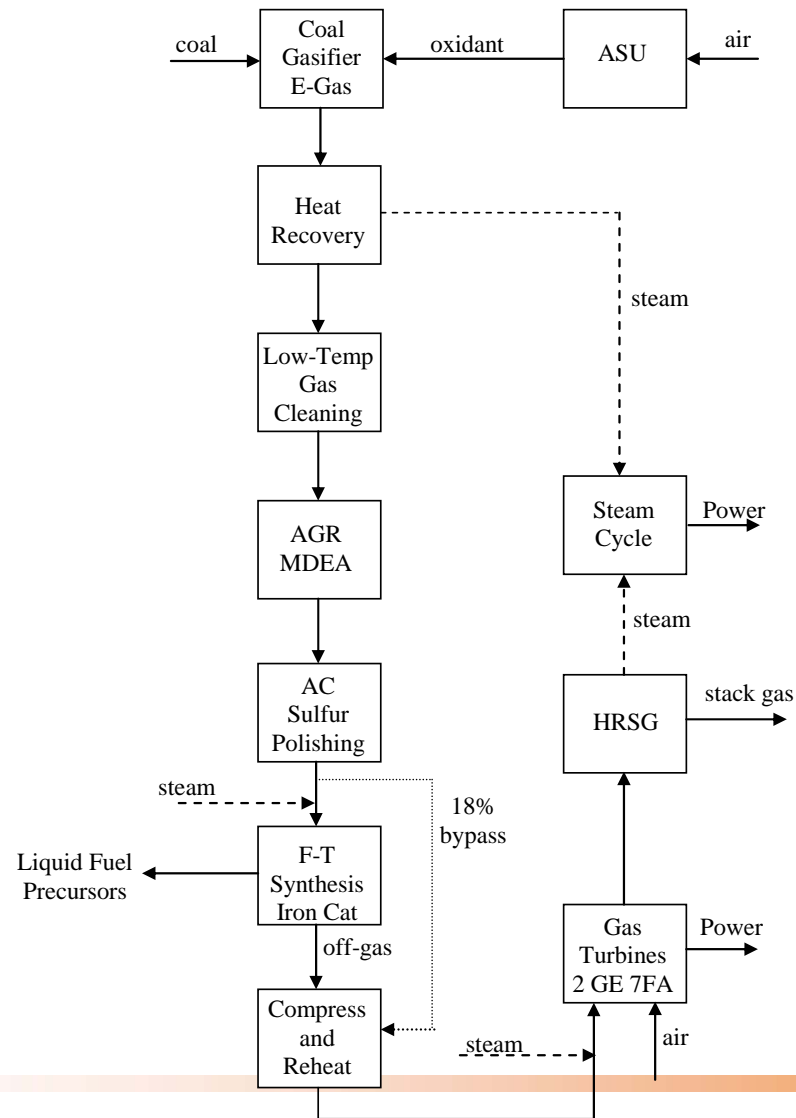 coal
Coal
Gasifier
E-Gas
oxidant
ASU
air
Heat
Recovery
steam
Low-Temp
Gas
Cleaning
AGR
MDEA
Steam
Cycle
Power
steam
AC
Sulfur
Polishing
HRSG
stack gas
steam
18%
bypass
Liquid Fuel
Precursors
F-T
Synthesis
Iron Cat
off-gas
Gas
Turbines
2 GE 7FA
Power
Compress
and
Reheat
steam
air